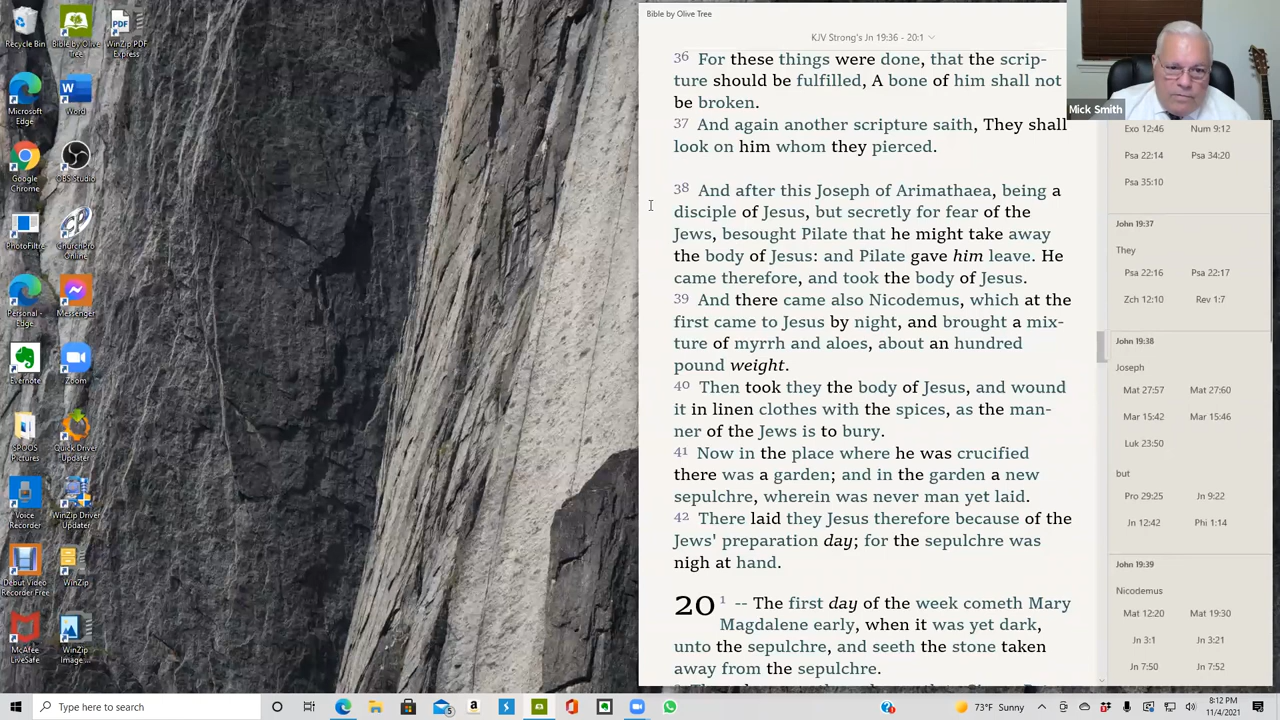 Recycle Bin
Bible by Olive Tree
WinZip PDF Express
Microsoft Edge
Word
Google Chrome
OBS Studio
PhotoFiltre
GnuCash
Personal - Edge
Messenger
Evernote
Zoom
SPOOS Documents
Quick Driver Updater
Voice Recorder
WinZip Driver Updater
Debut Video Recorder Free
WinZip
McAfee LiveSafe
WinZip Image...
Bible by Olive Tree
KJV Strong's Jn 19:36 - 20:1
36 For these things were done, that the scrip-
ture should be fulfilled, A bone of him shall not
be broken.
37 And again another scripture saith, They shall
look on him whom they pierced.
38 And after this Joseph of Arimathaea, being a
disciple of Jesus, but secretly for fear of the
Jews, besought Pilate that he might take away
the body of Jesus: and Pilate gave him leave. He
came therefore, and took the body of Jesus.
39 And there came also Nicodemus, which at the
first came to Jesus by night, and brought a mix-
ture of myrrh and aloes, about an hundred
pound weight.
40 Then took they the body of Jesus, and wound
it in linen clothes with the spices, as the man-
ner of the Jews is to bury.
41 Now in the place where he was crucified
there was a garden; and in the garden a new
sepulchre, wherein was never man yet laid.
42 There laid they Jesus therefore because of the
Jews' preparation day; for the sepulchre was
nigh at hand.
20 1 -- The first day of the week cometh Mary
Magdalene early, when it was yet dark,
unto the sepulchre, and seeth the stone taken
away from the sepulchre.
Mick Smith
Exo 12:46 Num 9:12
Psa 22:14 Psa 34:20
Psa 35:10
John 19:37
They
Psa 22:16 Psa 22:17
Zch 12:10 Rev 1:7
John 19:38
Joseph
Mat 27:57 Mat 27:60
Mar 15:42 Mar 15:46
Luk 23:50
but
Pro 29:25 Jn 9:22
Jn 12:42 Phi 1:14
John 19:39
Nicodemus
Mat 12:20 Mat 19:30
Jn 3:1 Jn 3:21
Jn 7:50 Jn 7:52
Type here to search
73°F Sunny
8:12 PM
11/4/2021